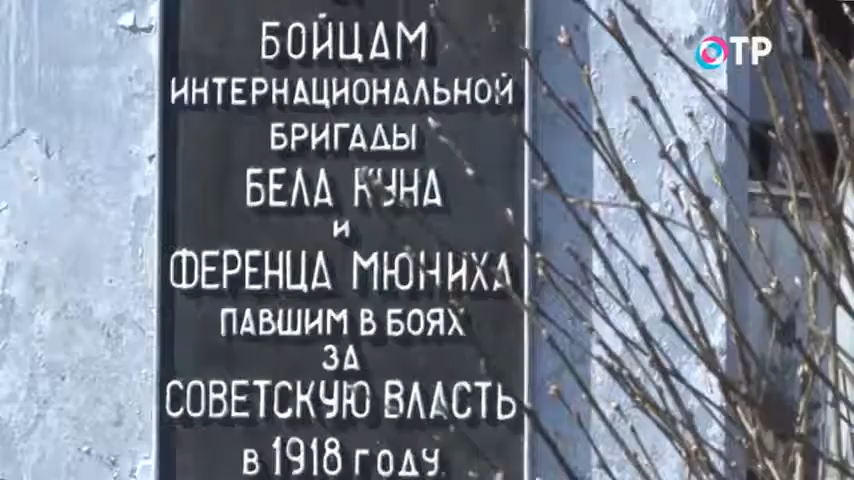 ОТР
БОЙЦАМ
ИНТЕРНАЦИОНАЛЬНОЙ
БРИГАДЫ
БЕЛА КУНА
и
ФЕРЕНЦА МЮНИХА
ПАВШИМ В БОЯХ
ЗА
СОВЕТСКУЮ ВЛАСТЬ
в 1918 году.